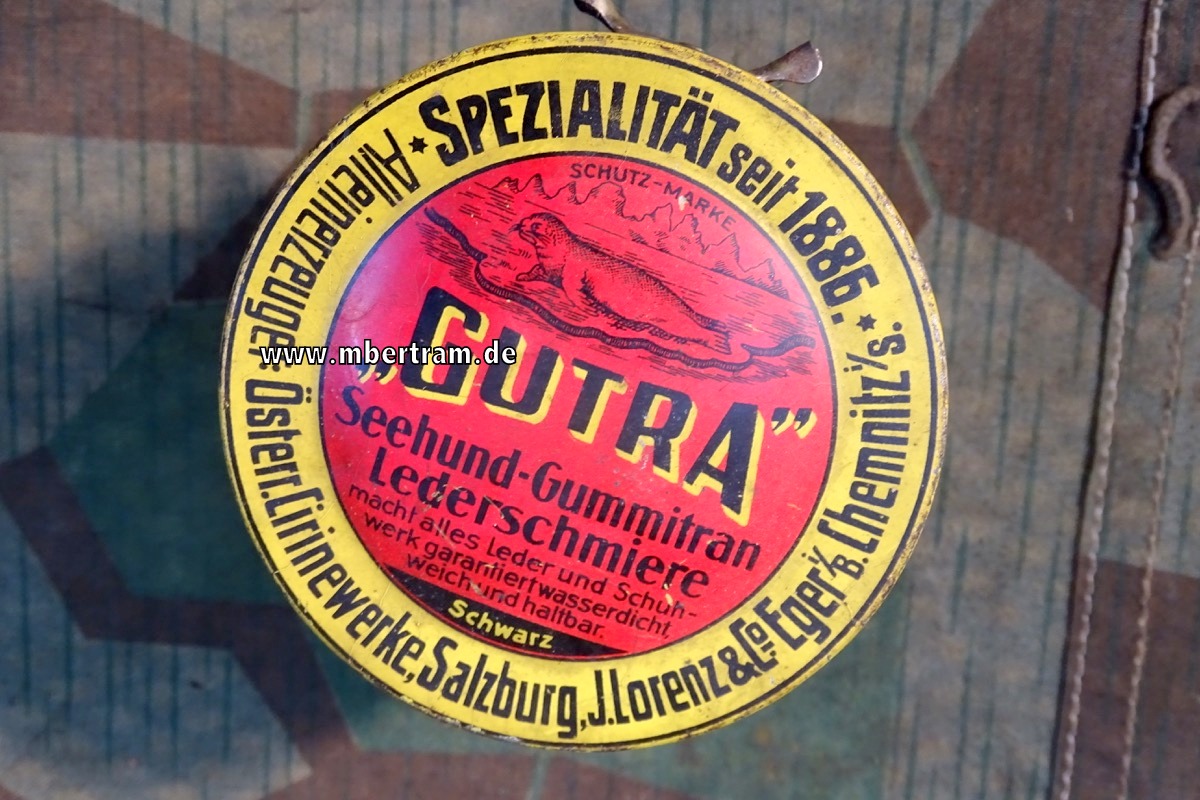 * SPEZIALITÄT seit 1886. *
Alleinerzeuger: Österr. Cirinewerke, Salzburg, J. Lorenz & Co Eger i/B. Chemnitz i/s.
SCHUTZ-MARKE
„GUTRA”
Seehund-Gummitran
Lederschmiere
macht alles Leder und Schuh-
werk garantiert wasserdicht,
weich und haltbar.
Schwarz
www.mbertram.de